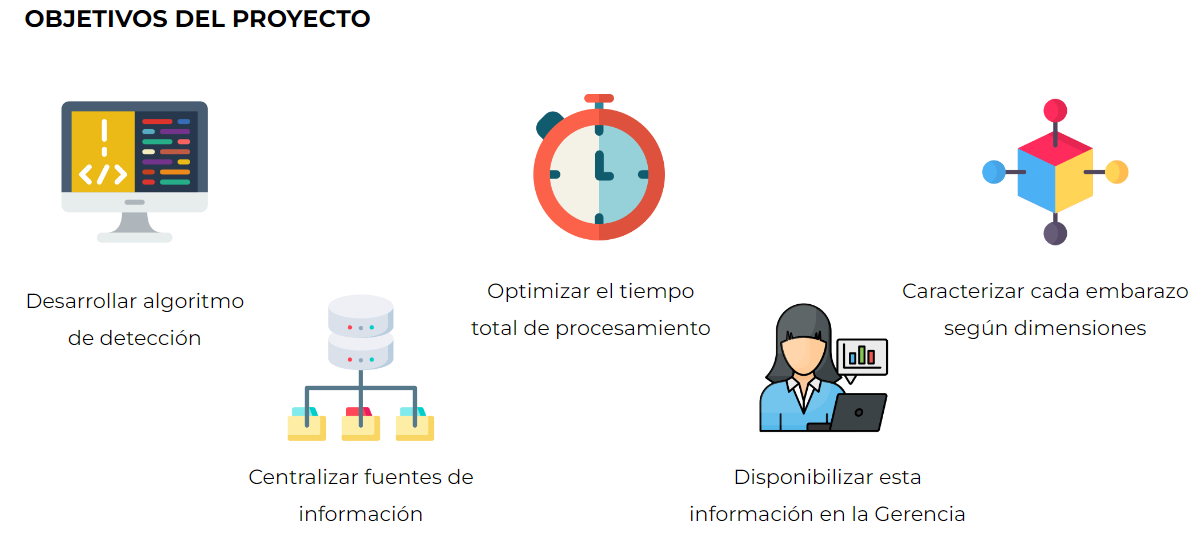 OBJETIVOS DEL PROYECTO
Desarrollar algoritmo
de detección
Centralizar fuentes de
información
Optimizar el tiempo
total de procesamiento
Disponibilizar esta
información en la Gerencia
Caracterizar cada embarazo
según dimensiones